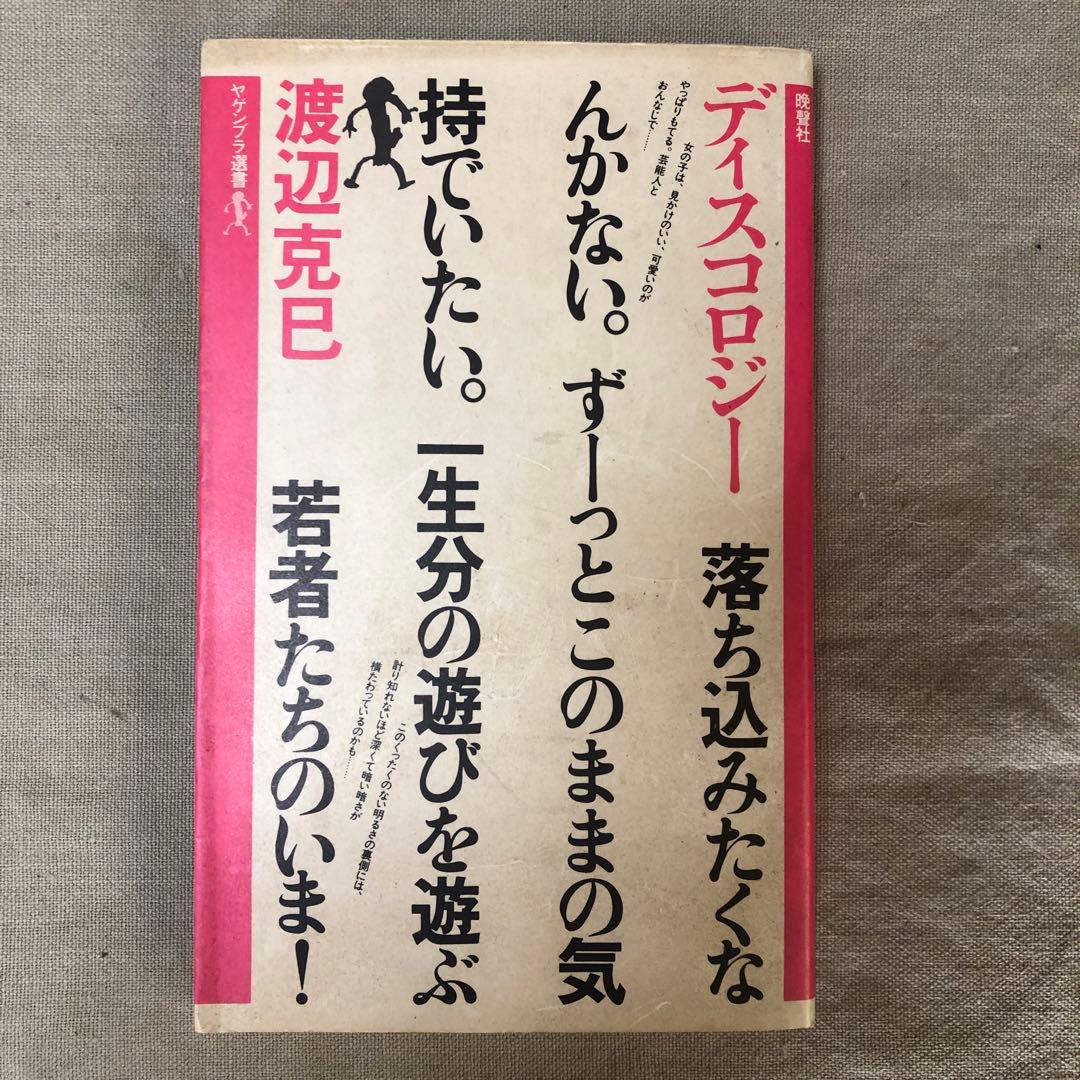 晩聲社
ディスコロジー 落ち込みたくな
女の子は、見かけのいい、可愛いのが
やっぱりもてる。芸能人と
おんなじで……
んかない。ずーっとこのままの気
持でいたい。一生分の遊びを遊ぶ
このくったくのない明るさの裏側には、
計り知れないほど深くて暗い暗さが
横たわっているのかも……
渡辺克巳 若者たちのいま！
ヤゲンブラ選書